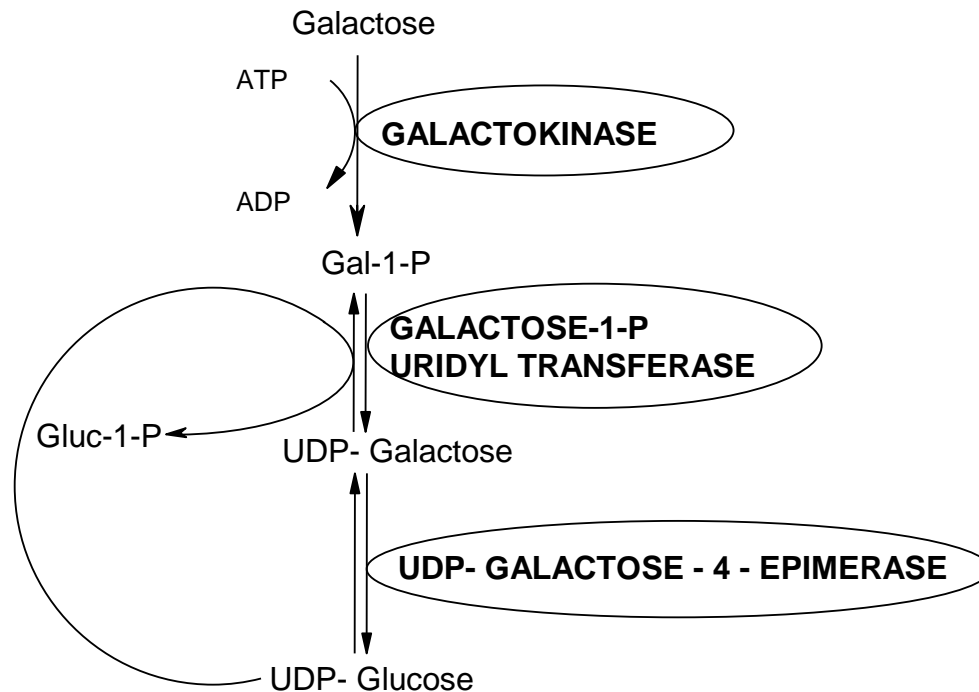 Galactose
ATP
GALACTOKINASE
ADP
Gal-1-P
GALACTOSE-1-P
URIDYL TRANSFERASE
Gluc-1-P
UDP- Galactose
UDP- GALACTOSE - 4 - EPIMERASE
UDP- Glucose